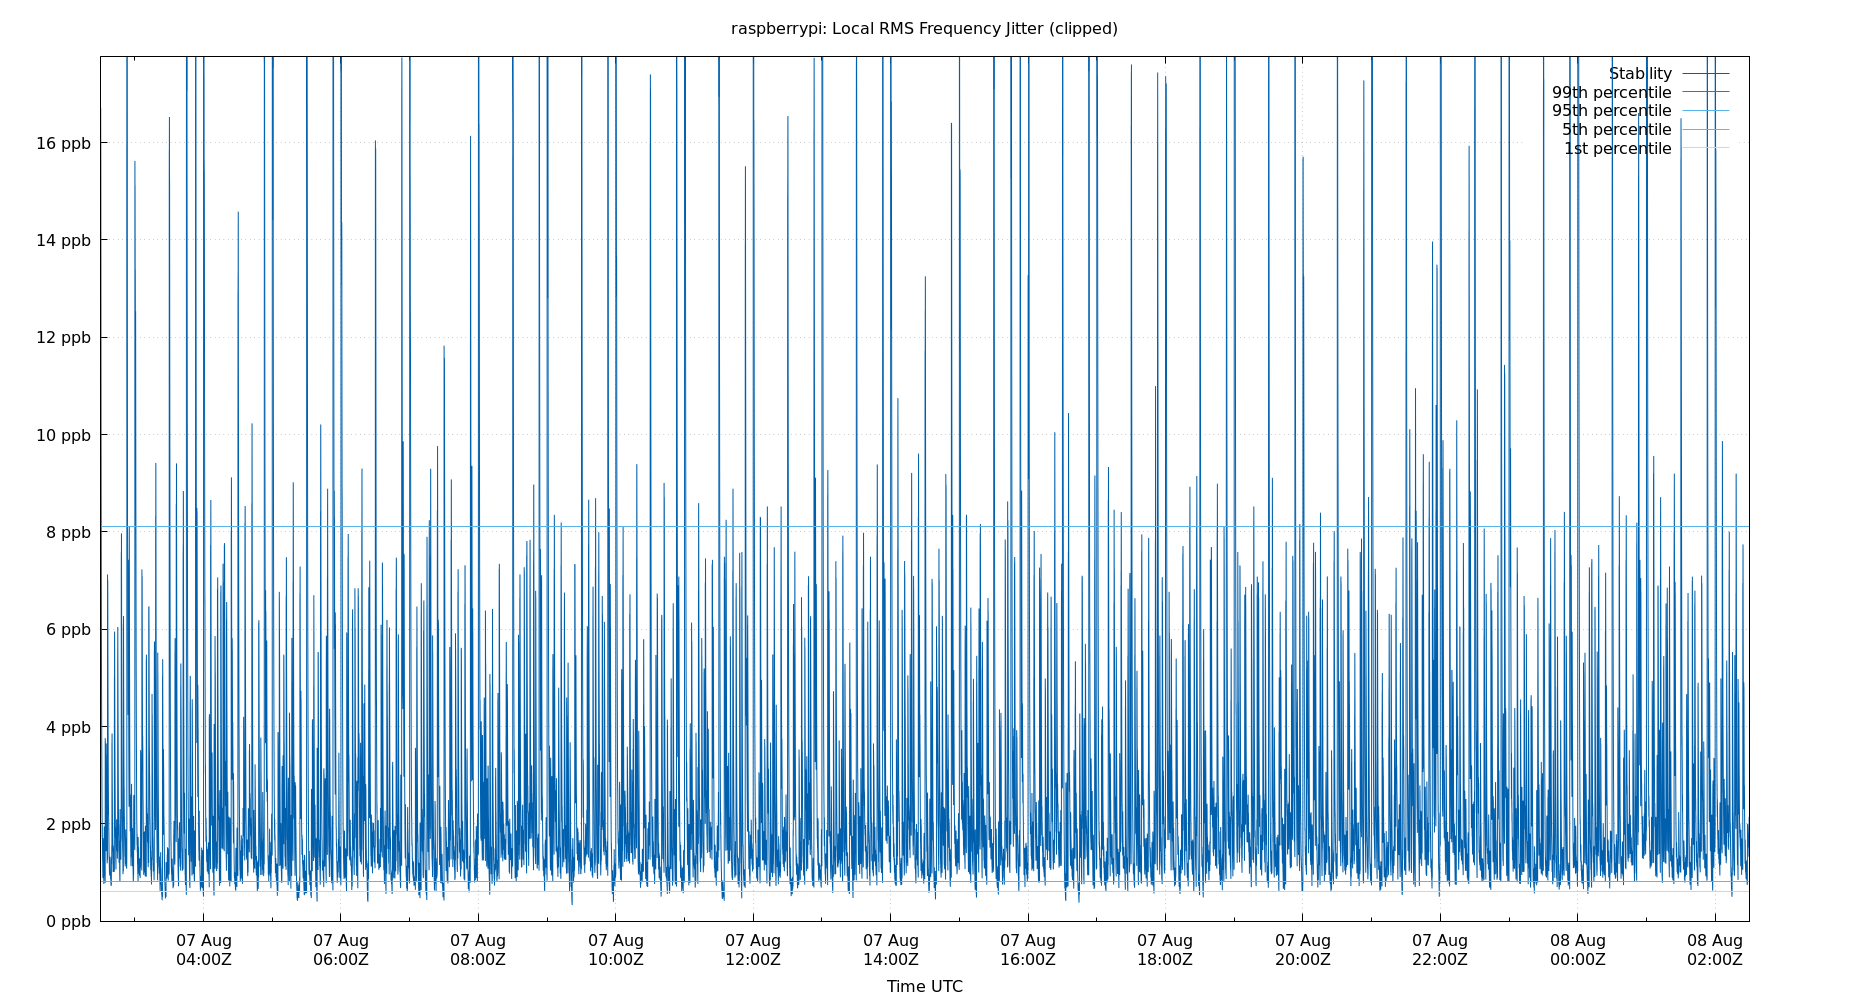 raspberrypi: Local RMS Frequency Jitter (clipped)
Stability
99th percentile
95th percentile
5th percentile
1st percentile
16 ppb
14 ppb
12 ppb
10 ppb
8 ppb
6 ppb
4 ppb
2 ppb
0 ppb
07 Aug 07 Aug 07 Aug 07 Aug 07 Aug 07 Aug 07 Aug 07 Aug 07 Aug 07 Aug 08 Aug 08 Aug
04:00Z 06:00Z 08:00Z 10:00Z 12:00Z 14:00Z 16:00Z 18:00Z 20:00Z 22:00Z 00:00Z 02:00Z
Time UTC